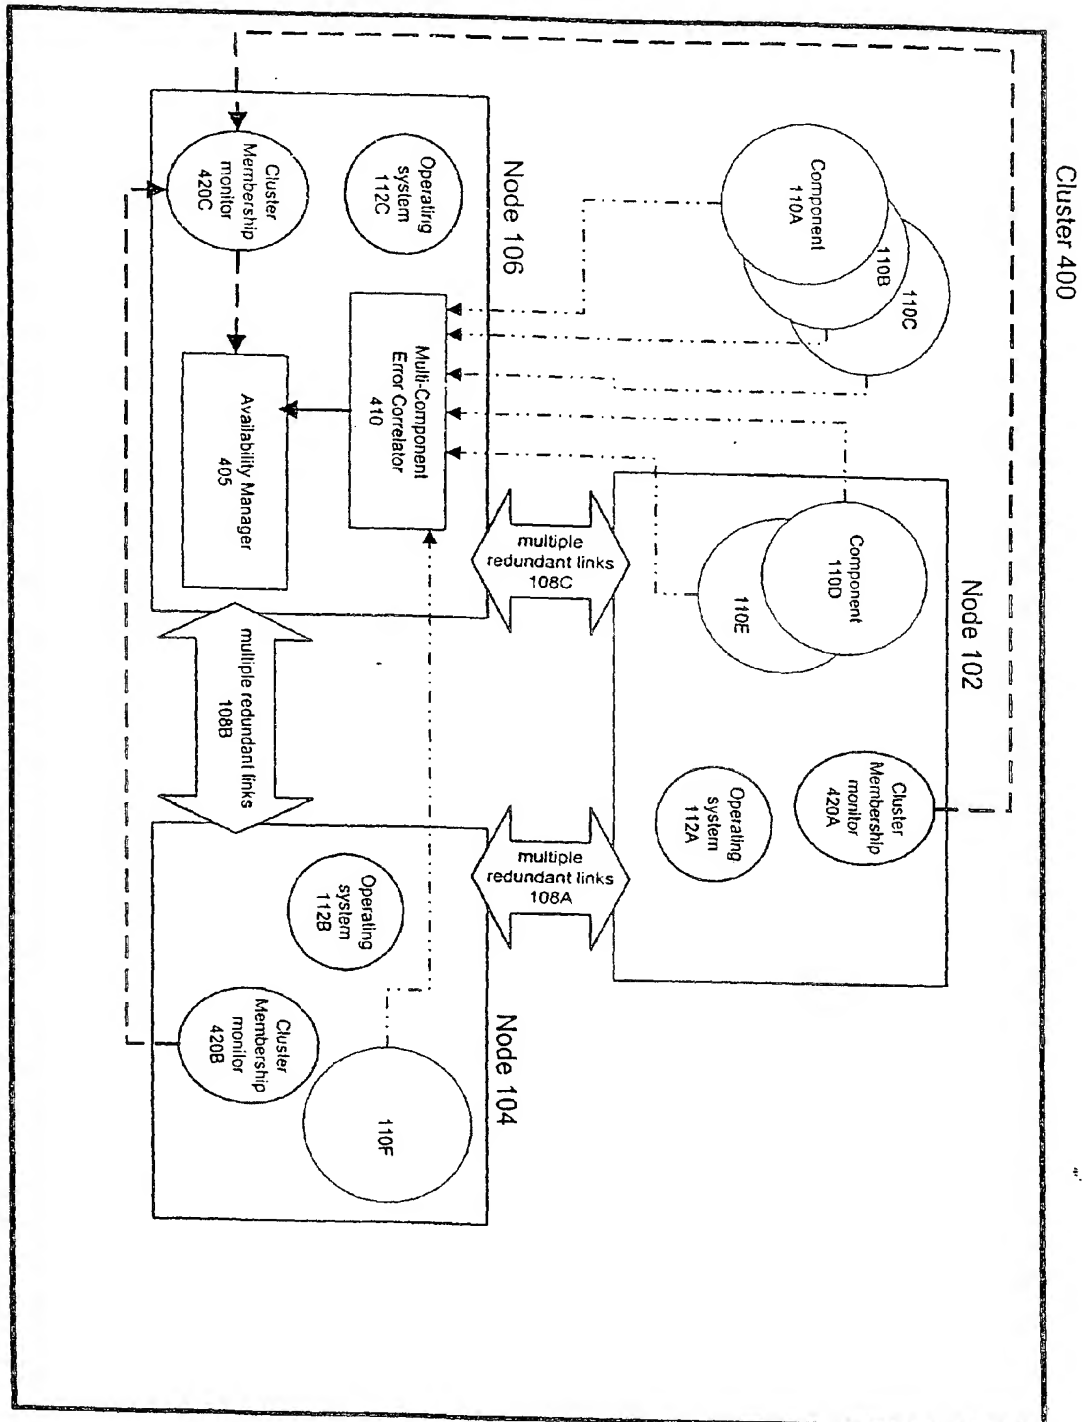 Cluster 400
Component
110A
110B
110C
Node 102
Component
110D
110E
Cluster
Membership
monitor
420A
Operating
system
112A
multiple
redundant links
108C
multiple
redundant links
108A
Node 106
Operating
system
112C
Cluster
Membership
monitor
420C
Multi-Component
Error Correlator
410
Availability Manager
405
multiple redundant links
108B
Node 104
Operating
system
112B
Cluster
Membership
monitor
420B
110F